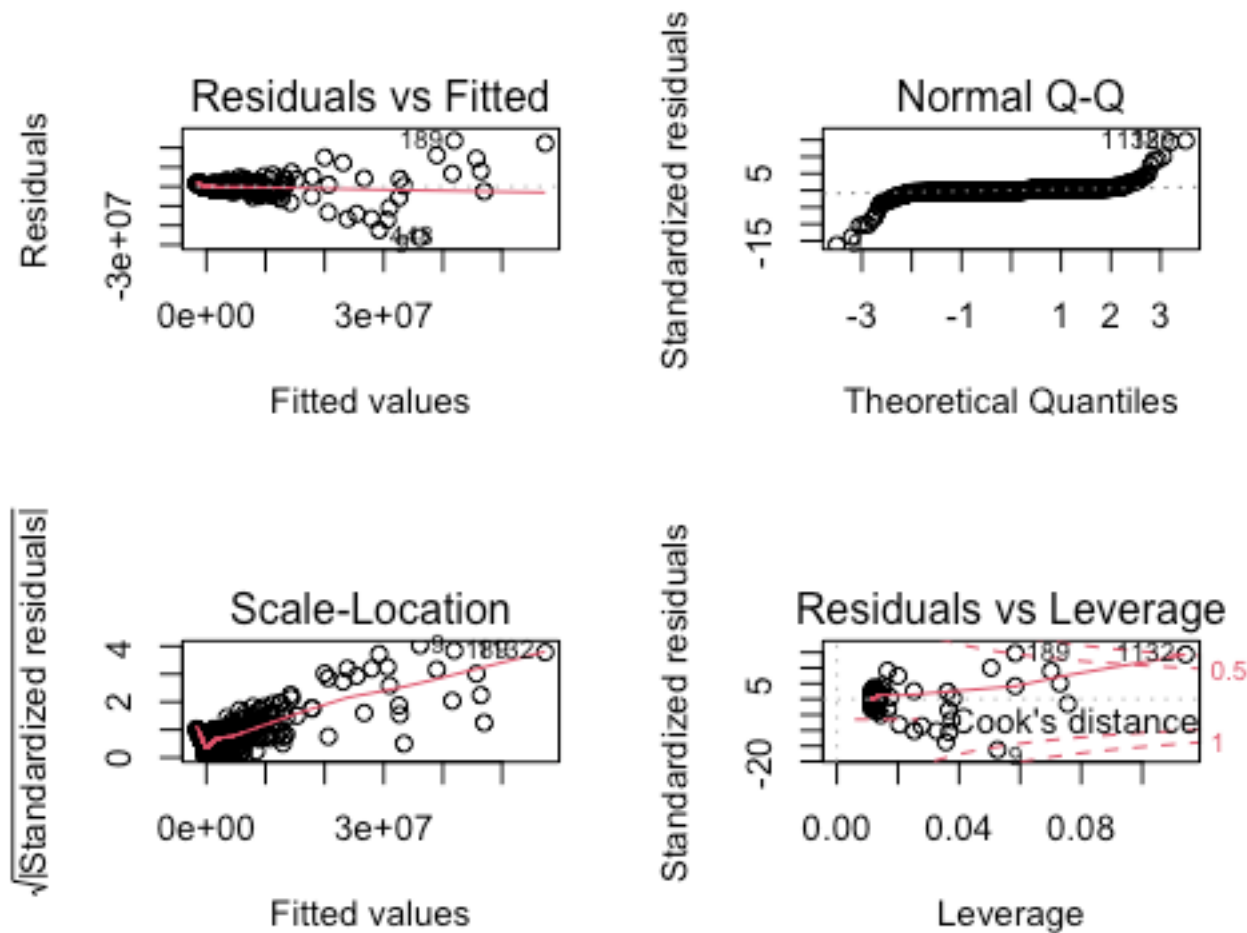 Residuals vs Fitted
Residuals
-3e+07
189
0e+00 3e+07
Fitted values
Normal Q-Q
Standardized residuals
5
-15
-3 -1 1 2 3
Theoretical Quantiles
Scale-Location
√|Standardized residuals|
4
2
0
9
0e+00 3e+07
Fitted values
Residuals vs Leverage
Standardized residuals
5
-20
189 1132
0.5
Cook's distance
1
9
0.00 0.04 0.08
Leverage